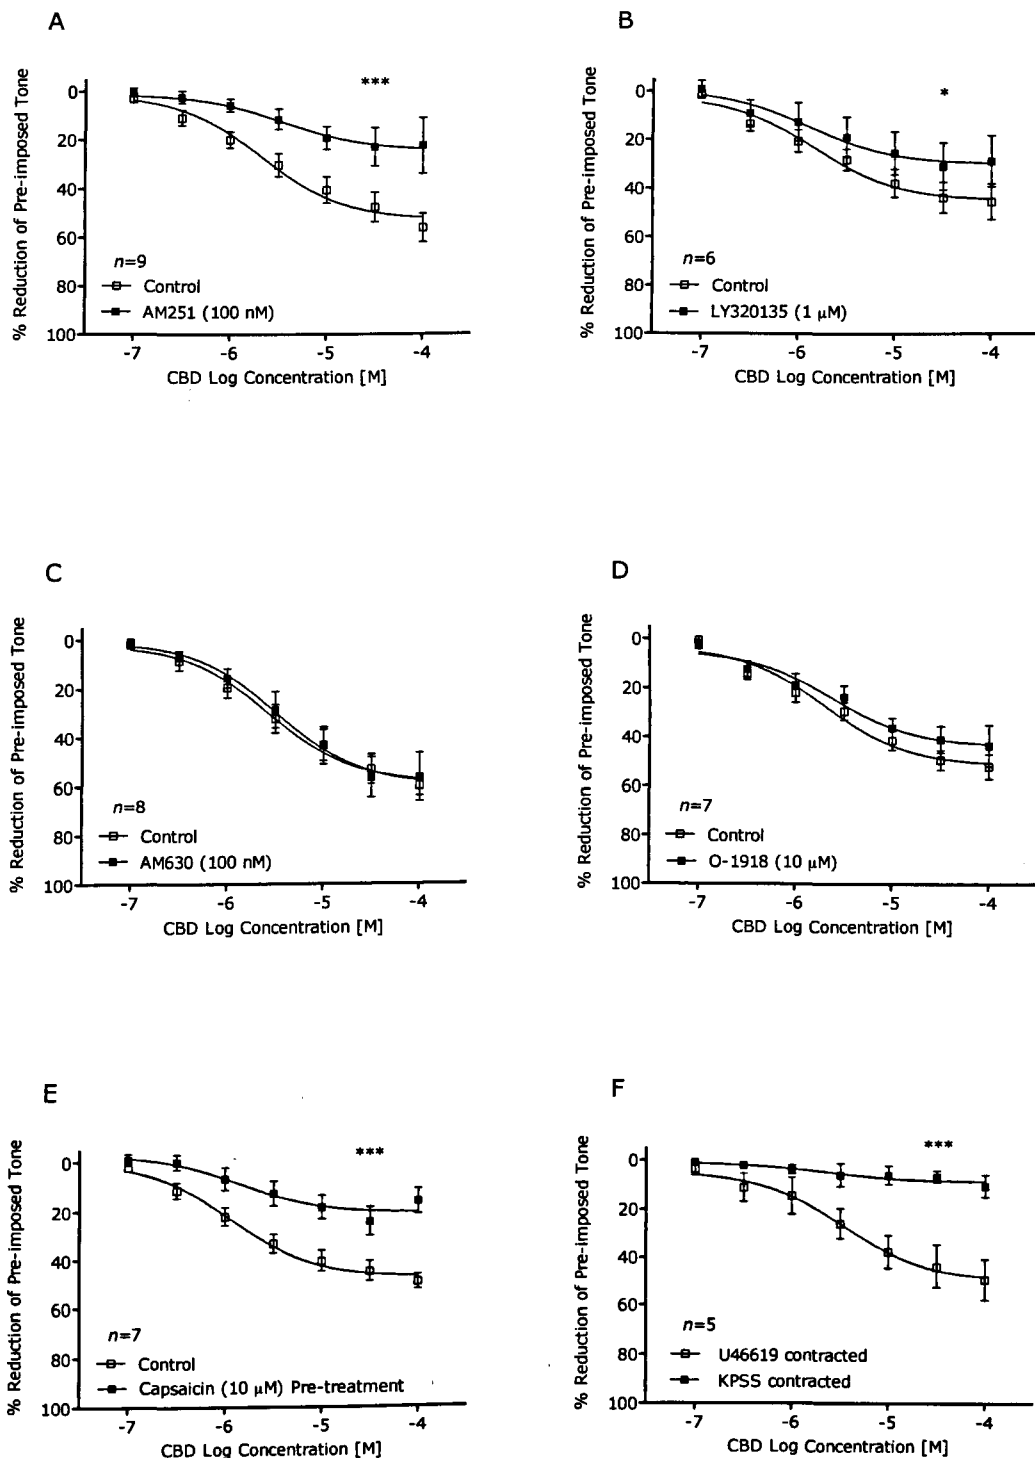 A
% Reduction of Pre-imposed Tone
0
20
40
60
80
100
***
n=9
Control
AM251 (100 nM)
-7 -6 -5 -4
CBD Log Concentration [M]
B
% Reduction of Pre-imposed Tone
0
20
40
60
80
100
*
n=6
Control
LY320135 (1 µM)
-7 -6 -5 -4
CBD Log Concentration [M]
C
% Reduction of Pre-imposed Tone
0
20
40
60
80
100
n=8
Control
AM630 (100 nM)
-7 -6 -5 -4
CBD Log Concentration [M]
D
% Reduction of Pre-imposed Tone
0
20
40
60
80
100
n=7
Control
O-1918 (10 µM)
-7 -6 -5 -4
CBD Log Concentration [M]
E
% Reduction of Pre-imposed Tone
0
20
40
60
80
100
***
n=7
Control
Capsaicin (10 µM) Pre-treatment
-7 -6 -5 -4
CBD Log Concentration [M]
F
% Reduction of Pre-imposed Tone
0
20
40
60
80
100
***
n=5
U46619 contracted
KPSS contracted
-7 -6 -5 -4
CBD Log Concentration [M]